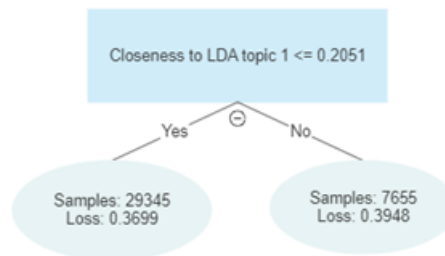 Closeness to LDA topic 1 <= 0.2051
Yes
No
Samples: 29345
Loss: 0.3699
Samples: 7655
Loss: 0.3948